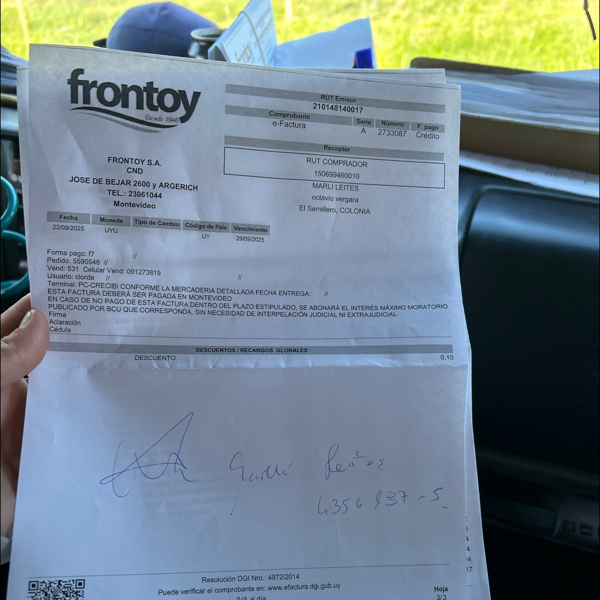 frontoy
Desde 1946
RUT Emisor
210148140017
Comprobante Serie Número F. pago
e-Factura A 2733087 Crédito
Receptor
RUT COMPRADOR
150699460010
MARLI LEITES
octavio vergara
El Semillero, COLONIA
FRONTOY S.A.
CND
JOSE DE BEJAR 2600 y ARGERICH
TEL.: 23061044
Montevideo
Fecha Moneda Tipo de Cambio Código de País Vencimiento
22/09/2025 UYU UY 29/09/2025
Forma pago: f7 //
Pedido: 5590546 //
Vend: 531 Celular Vend: 091273819
Usuario: ciorda // //
Terminal: PC-CRECIBI CONFORME LA MERCADERIA DETALLADA FECHA ENTREGA: //
ESTA FACTURA DEBERÁ SER PAGADA EN MONTEVIDEO
EN CASO DE NO PAGO DE ESTA FACTURA DENTRO DEL PLAZO ESTIPULADO, SE ABONARÁ EL INTERÉS MÁXIMO MORATORIO
PUBLICADO POR BCU QUE CORRESPONDA, SIN NECESIDAD DE INTERPELACIÓN JUDICIAL NI EXTRAJUDICIAL
Firma
Aclaración
Cédula
DESCUENTOS / RECARGOS GLOBALES
DESCUENTO 0,10
Resolución DGI Nro.: 4972/2014
Puede verificar el comprobante en: www.efactura.dgi.gub.uy
IVA al día
Hoja
3/3